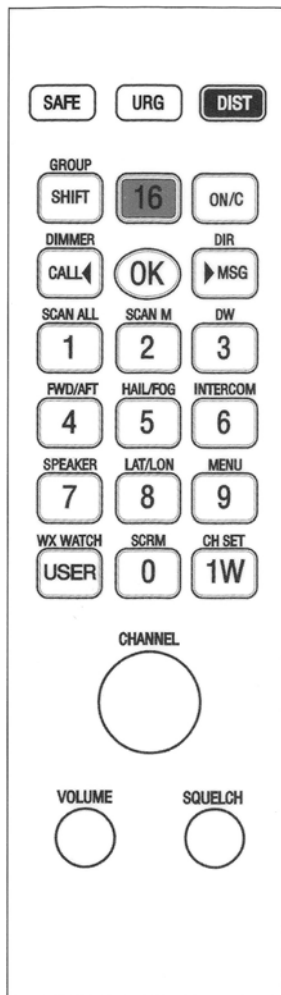 SAFE URG DIST
GROUP
SHIFT 16 ON/C
DIMMER DIR
CALL◀ OK ▶MSG
SCAN ALL SCAN M DW
1 2 3
FWD/AFT HAIL/FOG INTERCOM
4 5 6
SPEAKER LAT/LON MENU
7 8 9
WX WATCH SCRM CH SET
USER 0 1W
CHANNEL
VOLUME SQUELCH